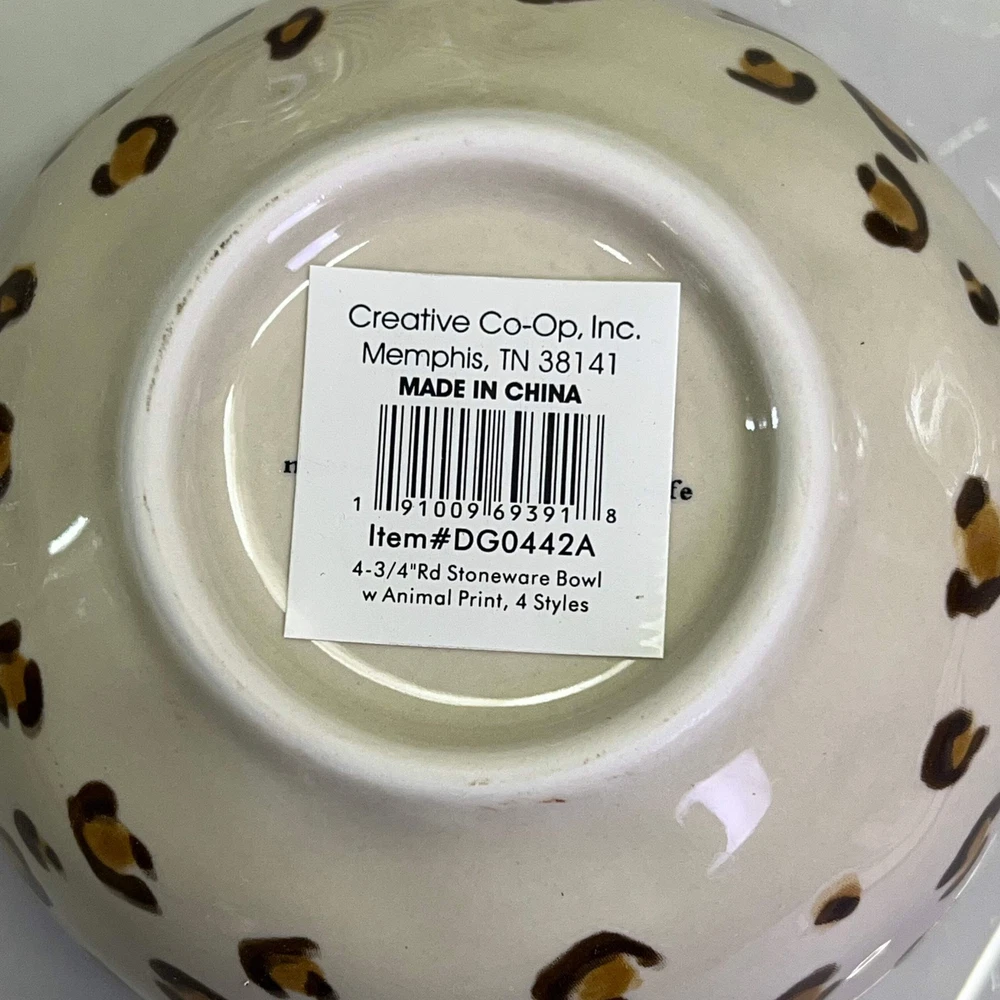 Creative Co-Op, Inc.
Memphis, TN 38141
MADE IN CHINA
1 91009 69391 8
Item#DG0442A
4-3/4"Rd Stoneware Bowl
w Animal Print, 4 Styles